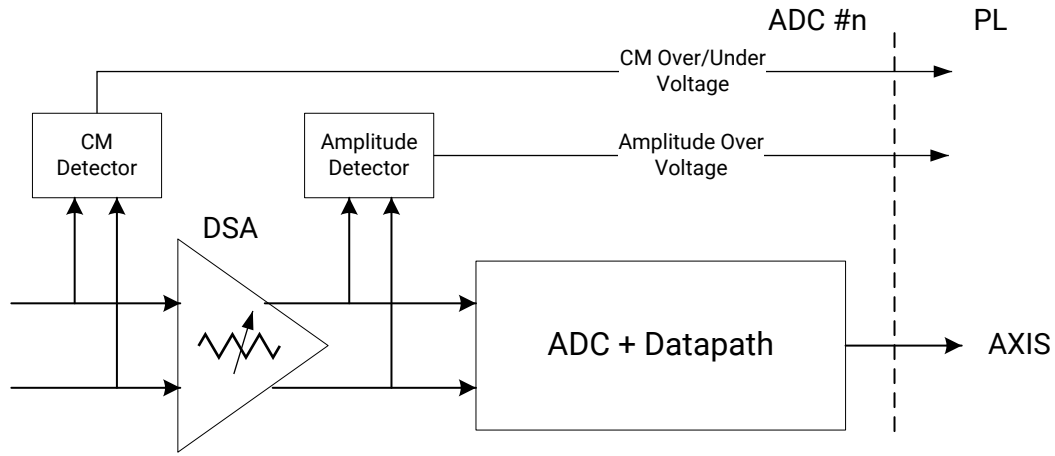 ADC #n
PL
CM Over/Under
Voltage
CM
Detector
Amplitude
Detector
Amplitude Over
Voltage
DSA
ADC + Datapath
AXIS